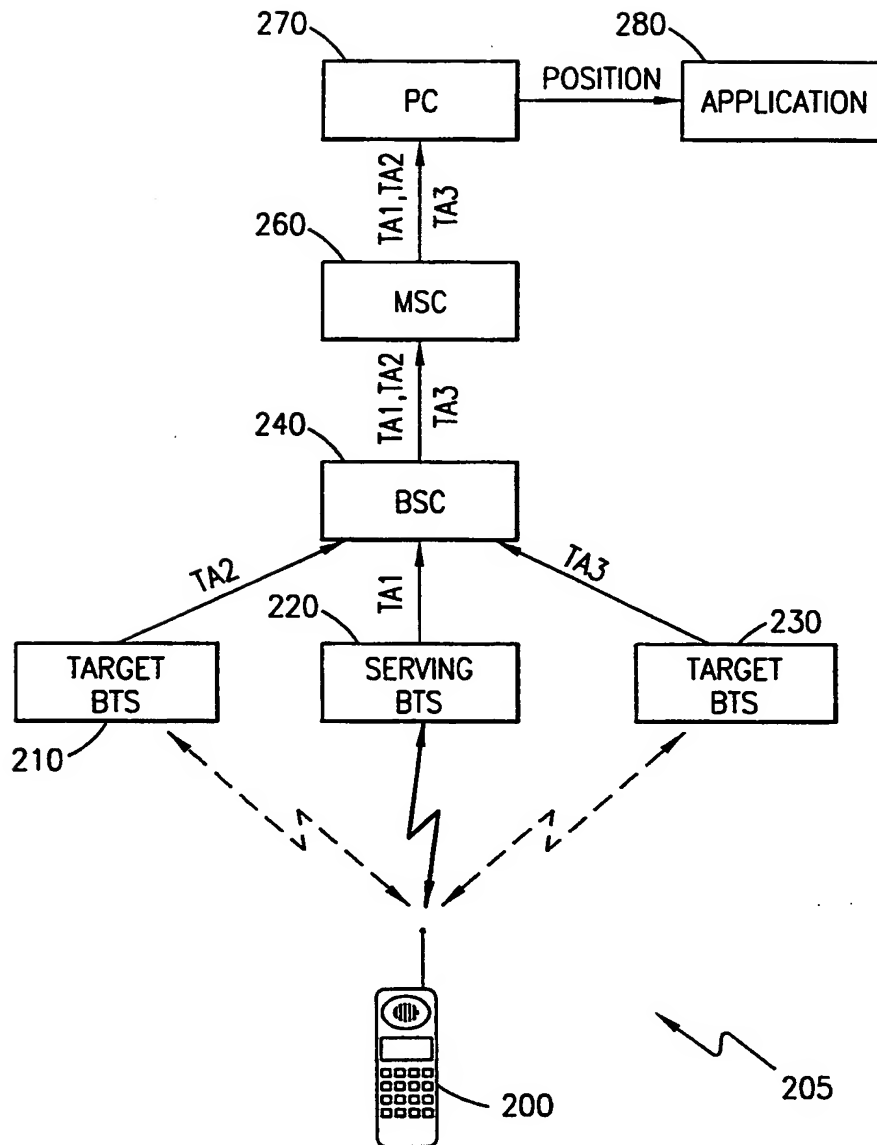 270
280
PC
POSITION
APPLICATION
TA1,TA2
TA3
260
MSC
TA1,TA2
TA3
240
BSC
TA2
TA1
TA3
220
230
TARGET
BTS
SERVING
BTS
TARGET
BTS
210
200
205